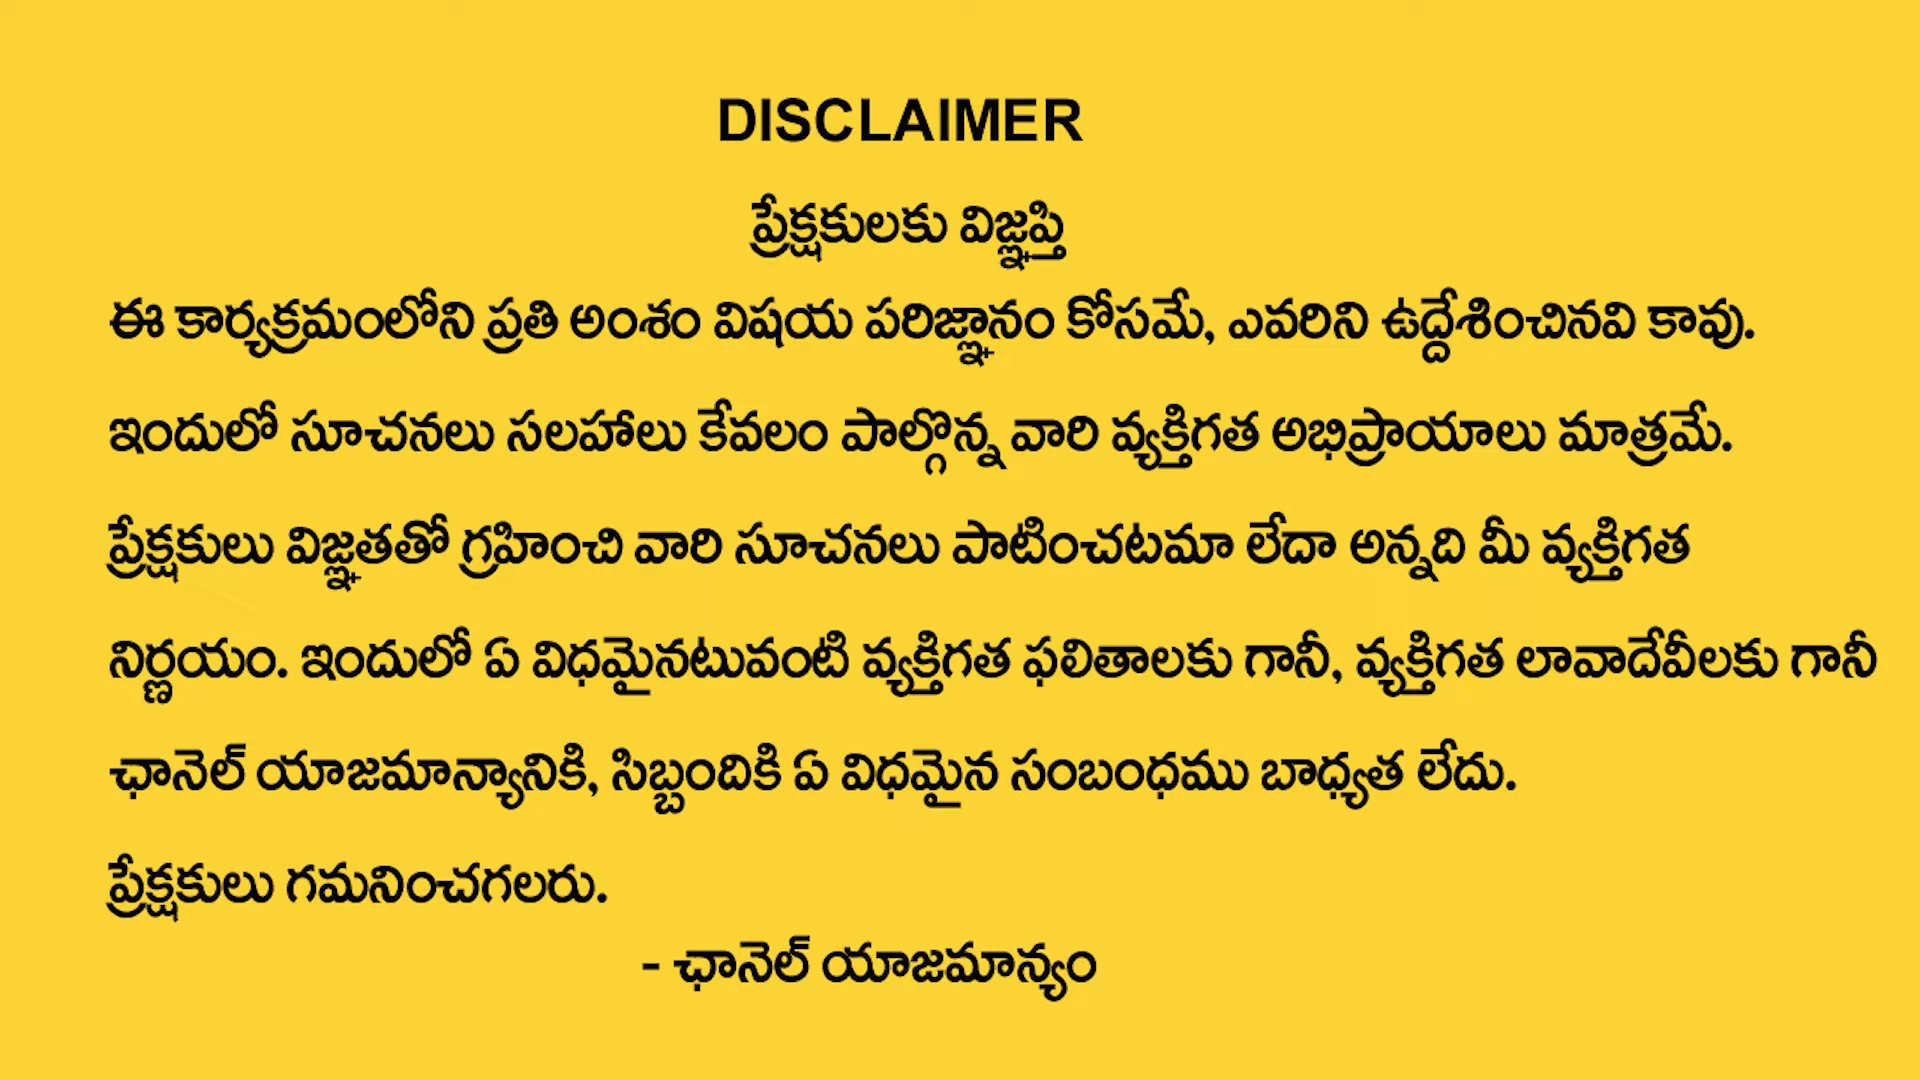 DISCLAIMER
ప్రేక్షకులకు విజ్ఞప్తి
ఈ కార్యక్రమంలోని ప్రతి అంశం విషయ పరిజ్ఞానం కోసమే, ఎవరిని ఉద్దేశించినవి కావు.
ఇందులో సూచనలు సలహాలు కేవలం పాల్గొన్న వారి వ్యక్తిగత అభిప్రాయాలు మాత్రమే.
ప్రేక్షకులు విజ్ఞతతో గ్రహించి వారి సూచనలు పాటించటమా లేదా అన్నది మీ వ్యక్తిగత
నిర్ణయం. ఇందులో ఏ విధమైనటువంటి వ్యక్తిగత ఫలితాలకు గానీ, వ్యక్తిగత లావాదేవీలకు గానీ
ఛానెల్ యాజమాన్యానికి, సిబ్బందికి ఏ విధమైన సంబంధము బాధ్యత లేదు.
ప్రేక్షకులు గమనించగలరు.
- ఛానెల్ యాజమాన్యం